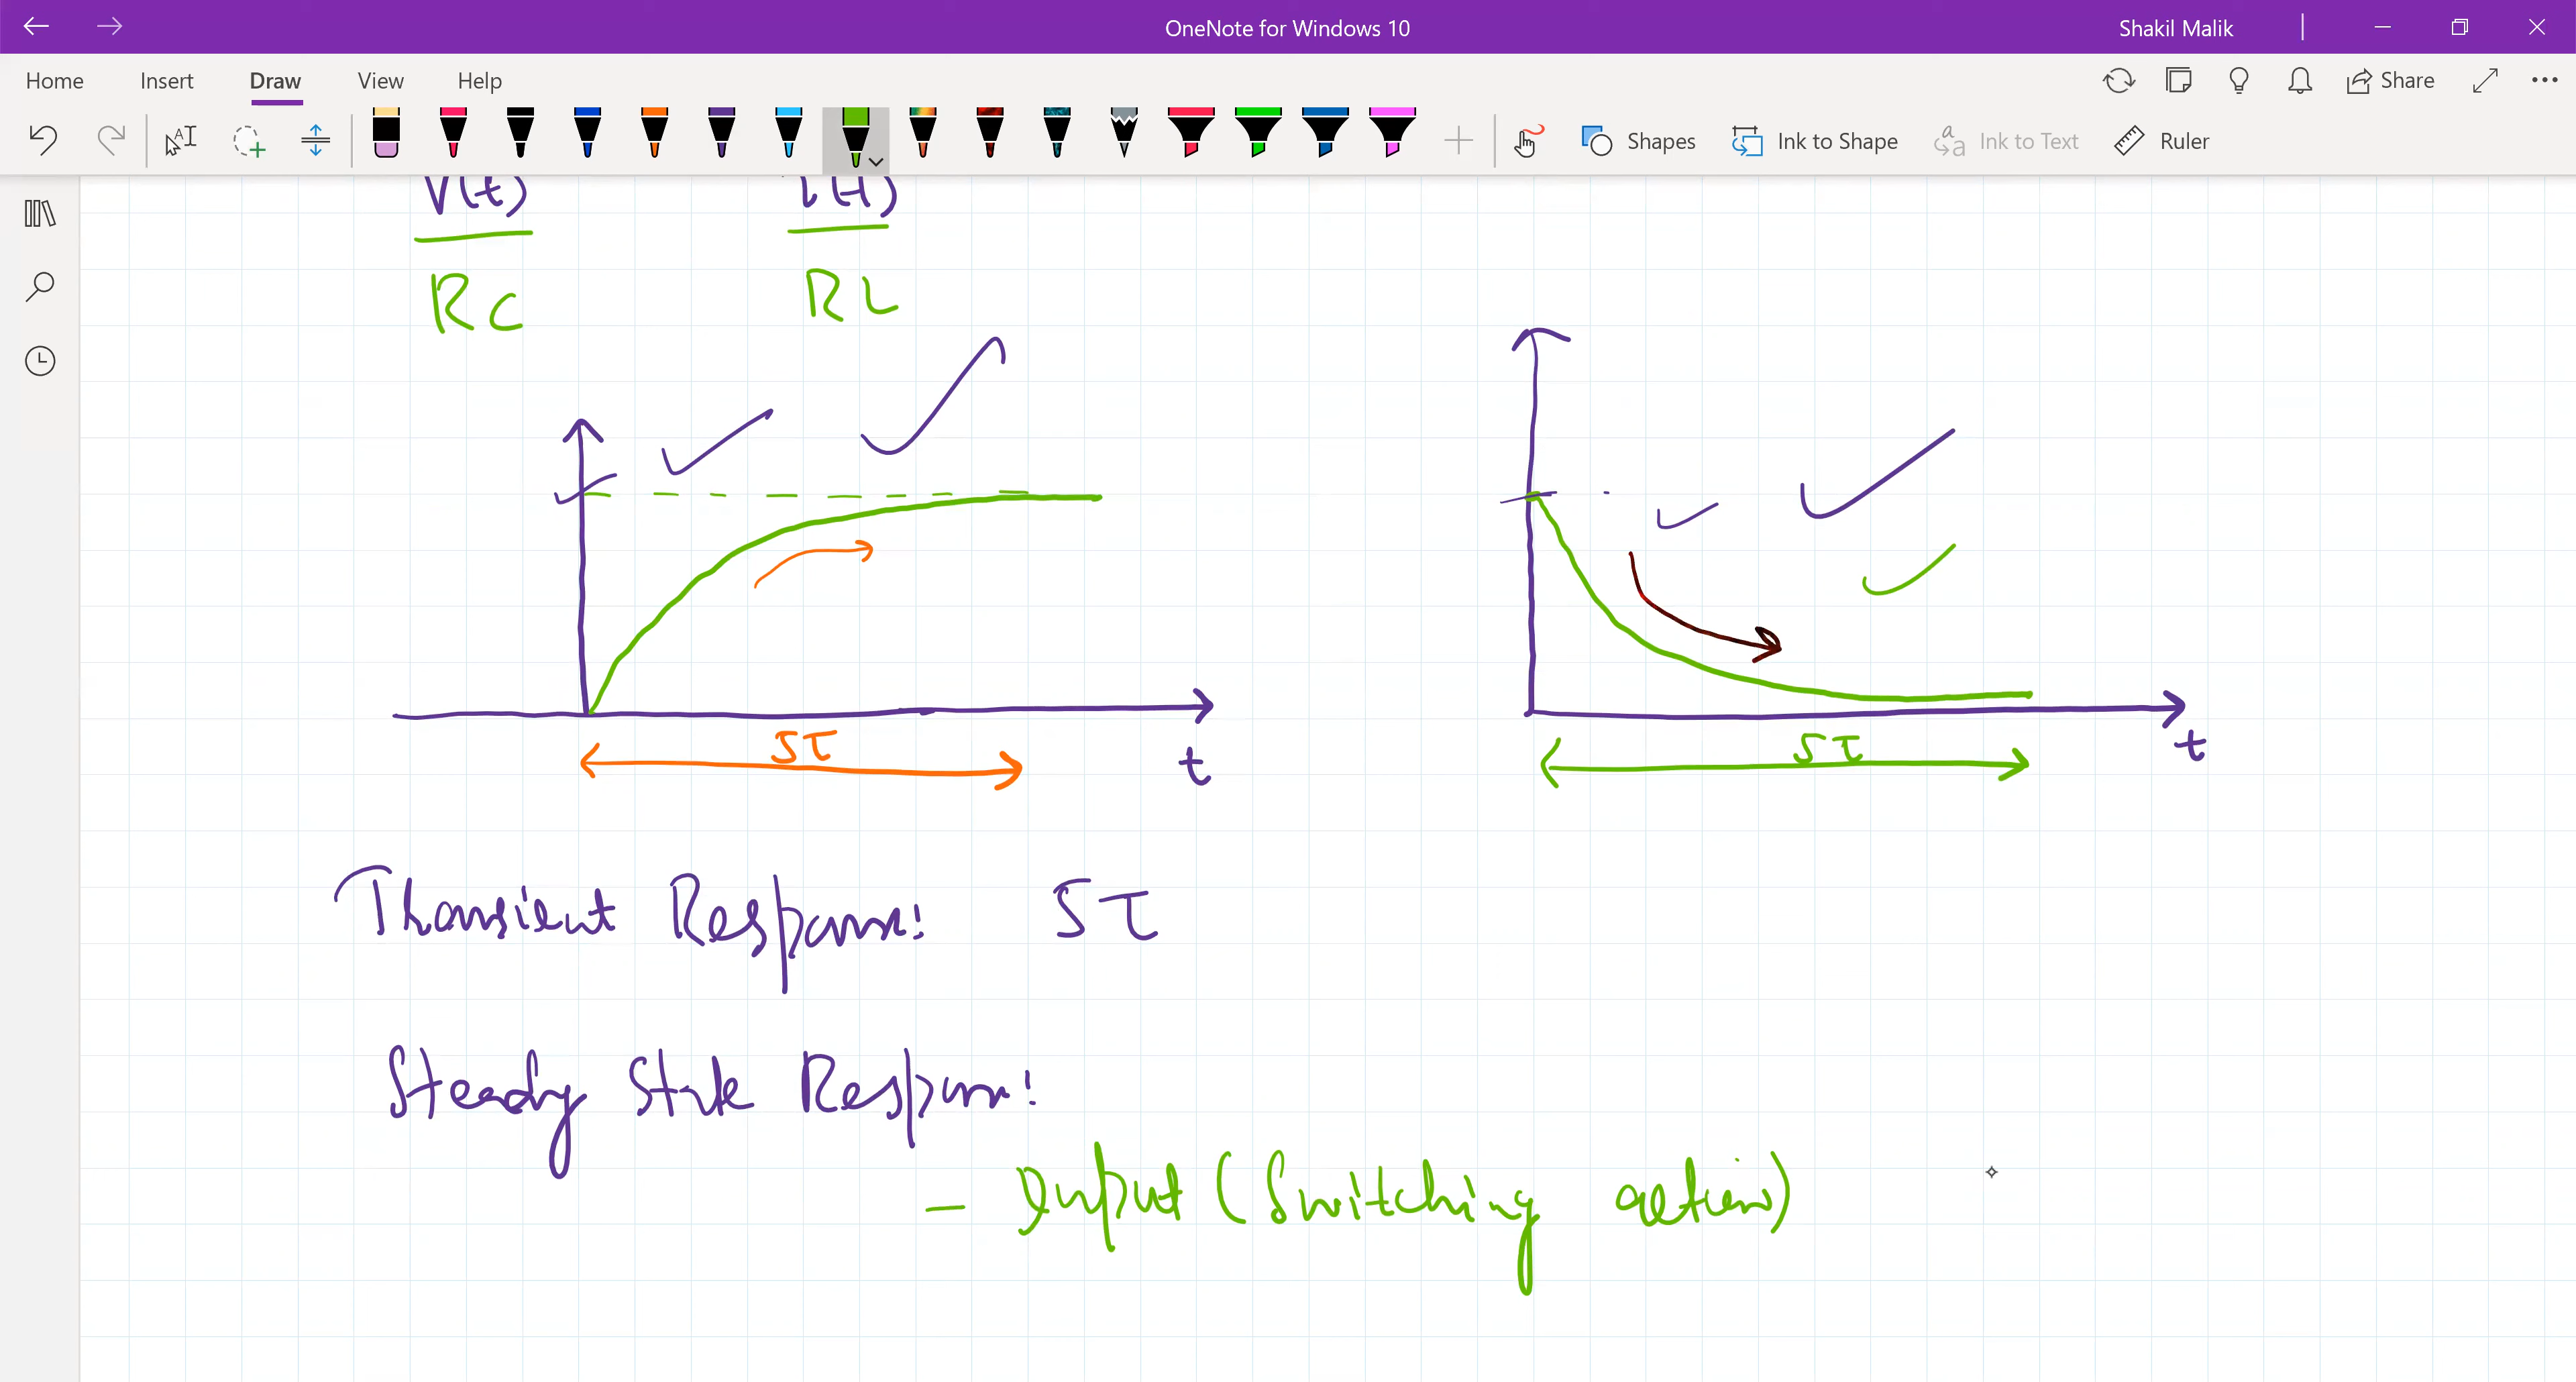 OneNote for Windows 10
Shakil Malik
Home Insert Draw View Help
Share
Shapes Ink to Shape Ink to Text Ruler
V(t) i(t)
RC RL
5τ t
5τ t
Transient Response: 5τ
Steady State Response:
- Input (Switching action)